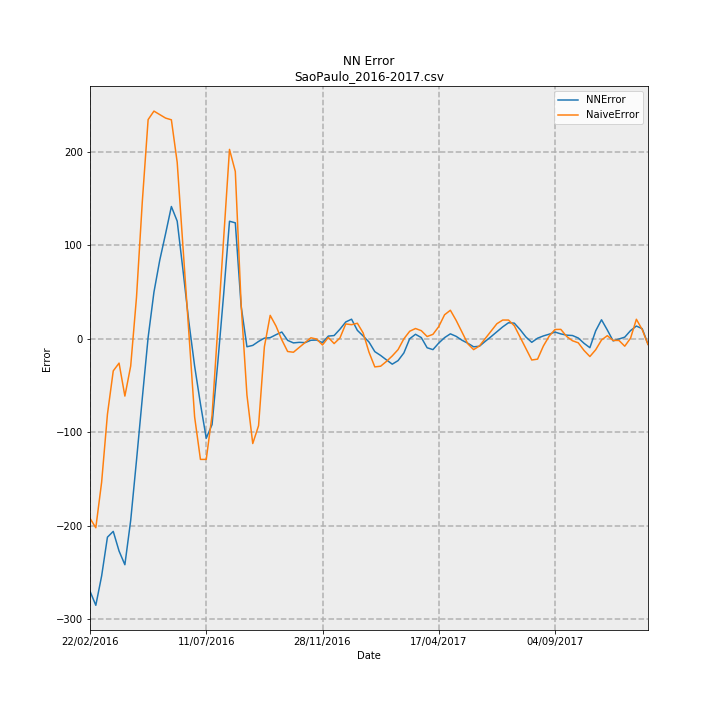 NN Error
SaoPaulo_2016-2017.csv
NNError
NaiveError
200
100
0
−100
−200
−300
Error
22/02/2016
11/07/2016
28/11/2016
17/04/2017
04/09/2017
Date